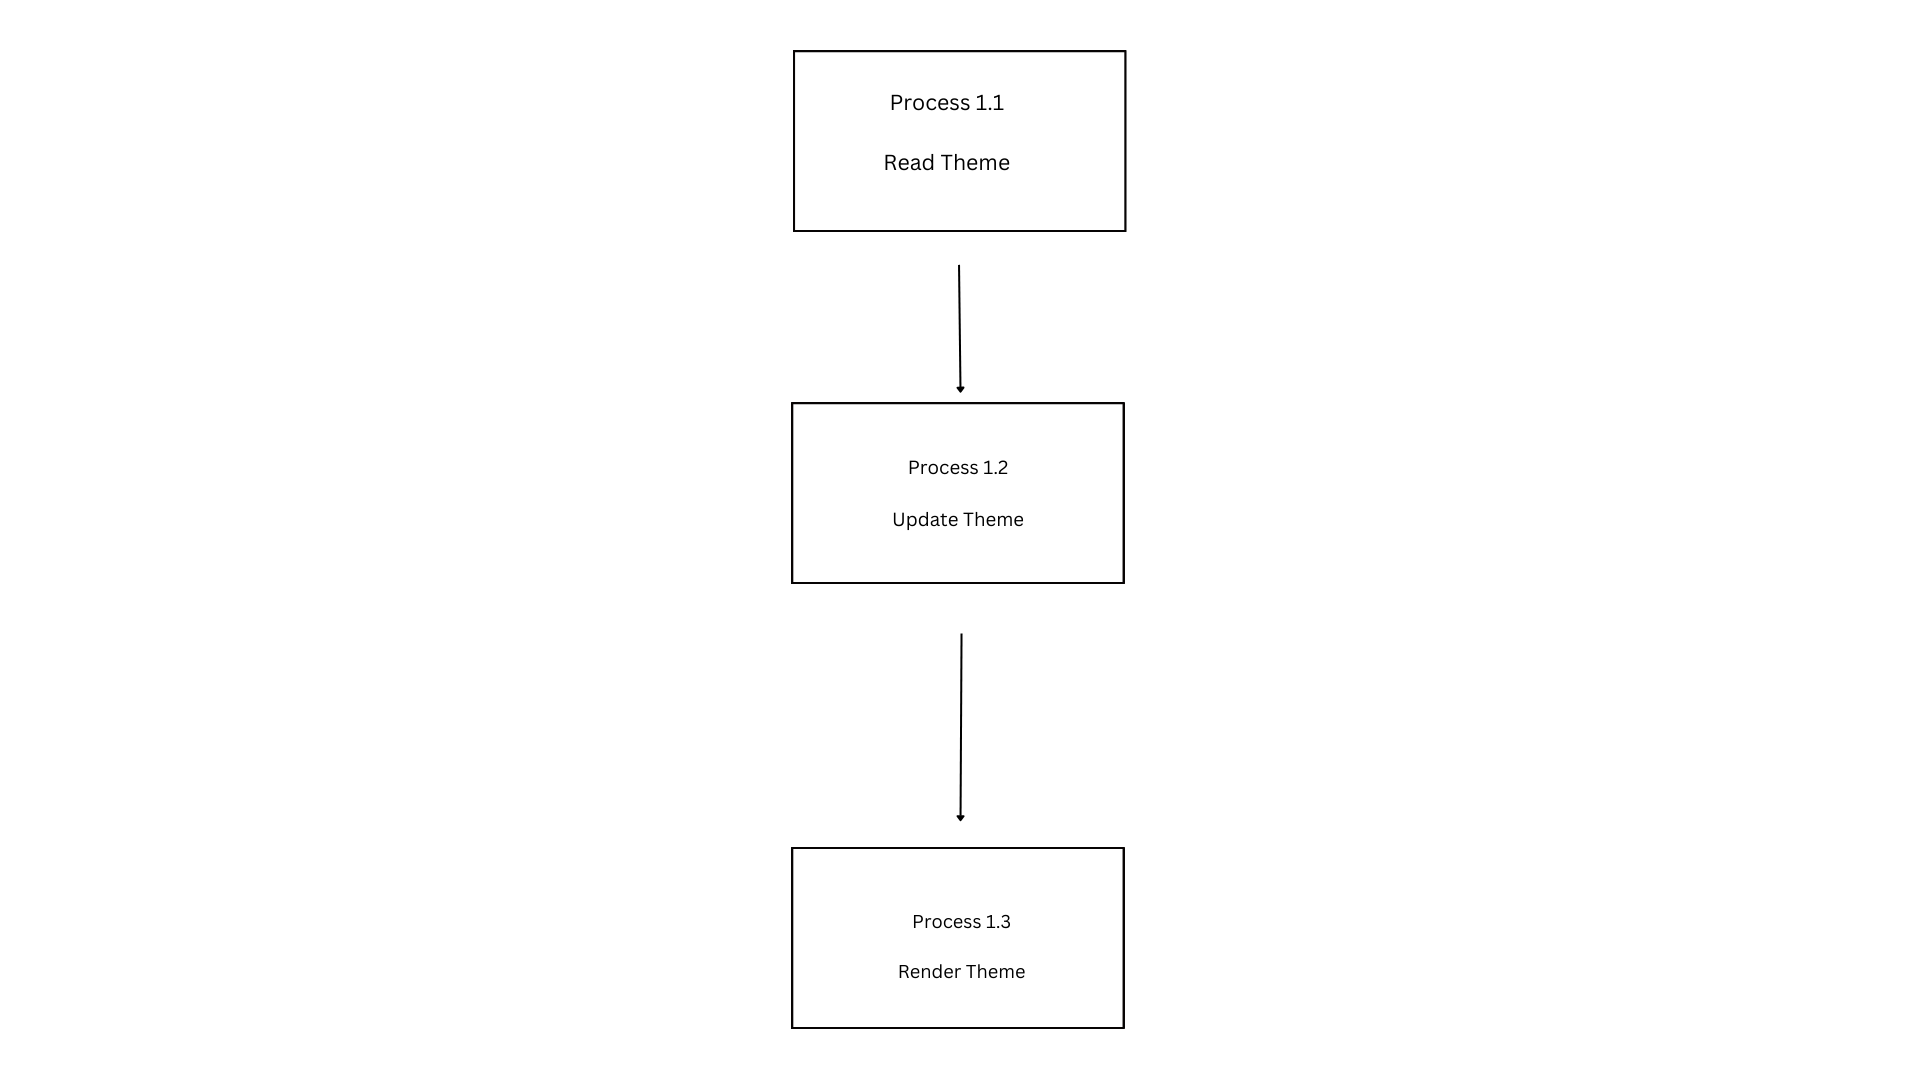 Process 1.1
Read Theme
Process 1.2
Update Theme
Process 1.3
Render Theme